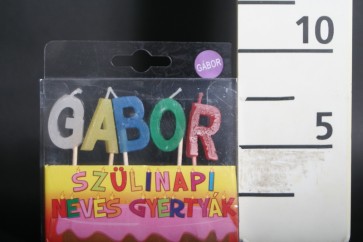 GÁBOR
10
GABOR
5
SZÜLINAPI
NEVES GYERTYÁK